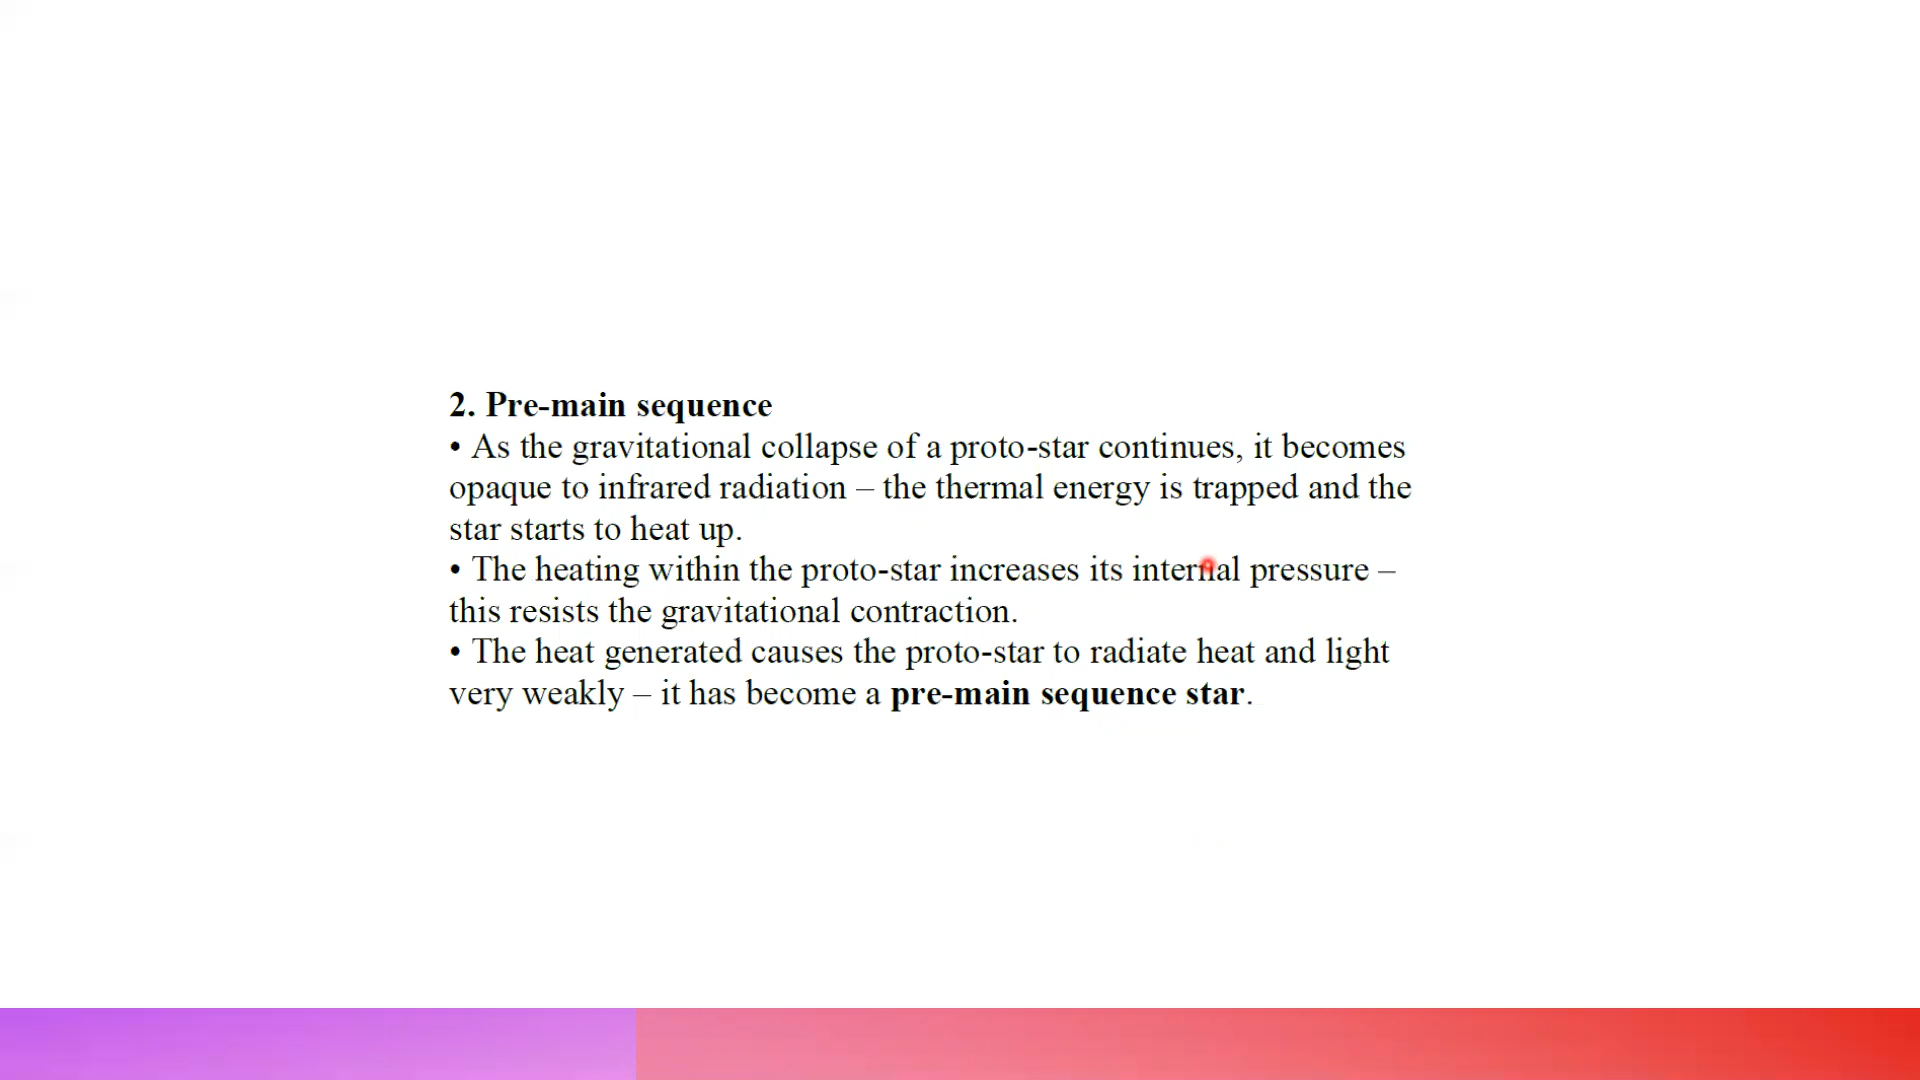 2. Pre-main sequence
• As the gravitational collapse of a proto-star continues, it becomes
opaque to infrared radiation – the thermal energy is trapped and the
star starts to heat up.
• The heating within the proto-star increases its internal pressure –
this resists the gravitational contraction.
• The heat generated causes the proto-star to radiate heat and light
very weakly – it has become a pre-main sequence star.